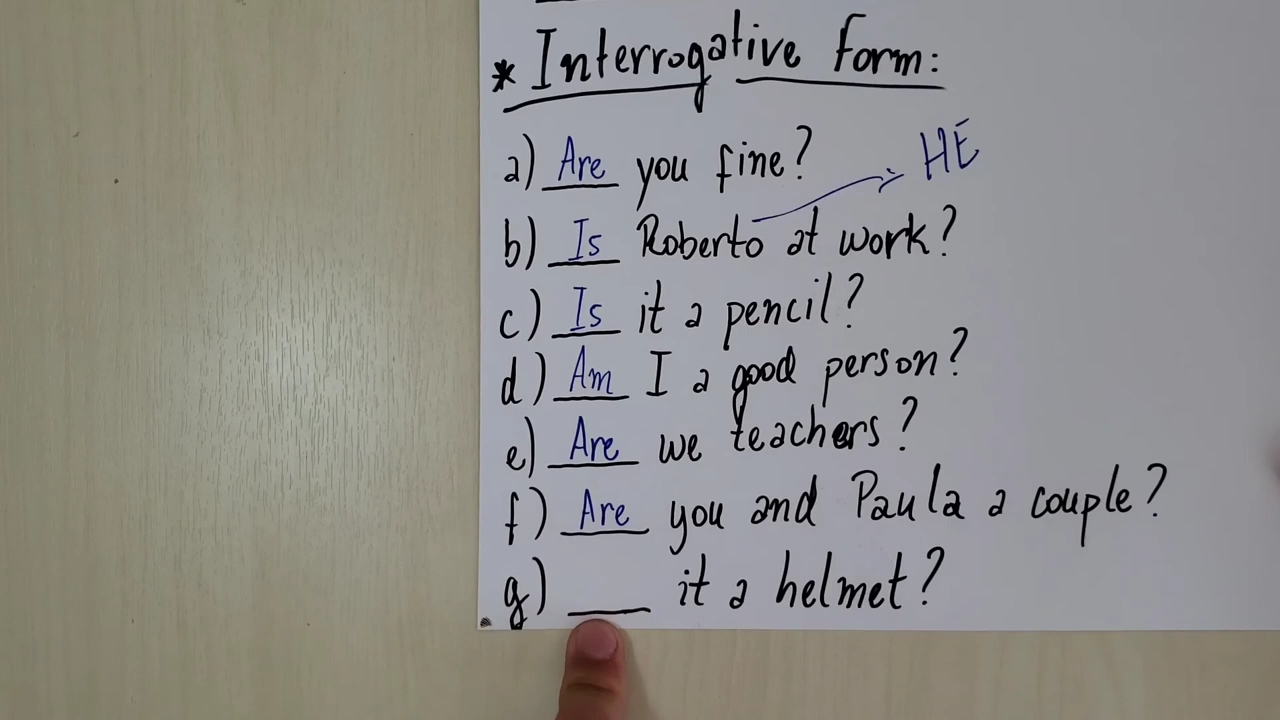 * Interrogative form:
HE
a) Are you fine?
b) Is Roberto at work?
c) Is it a pencil?
d) Am I a good person?
e) Are we teachers?
f) Are you and Paula a couple?
g) ___ it a helmet?